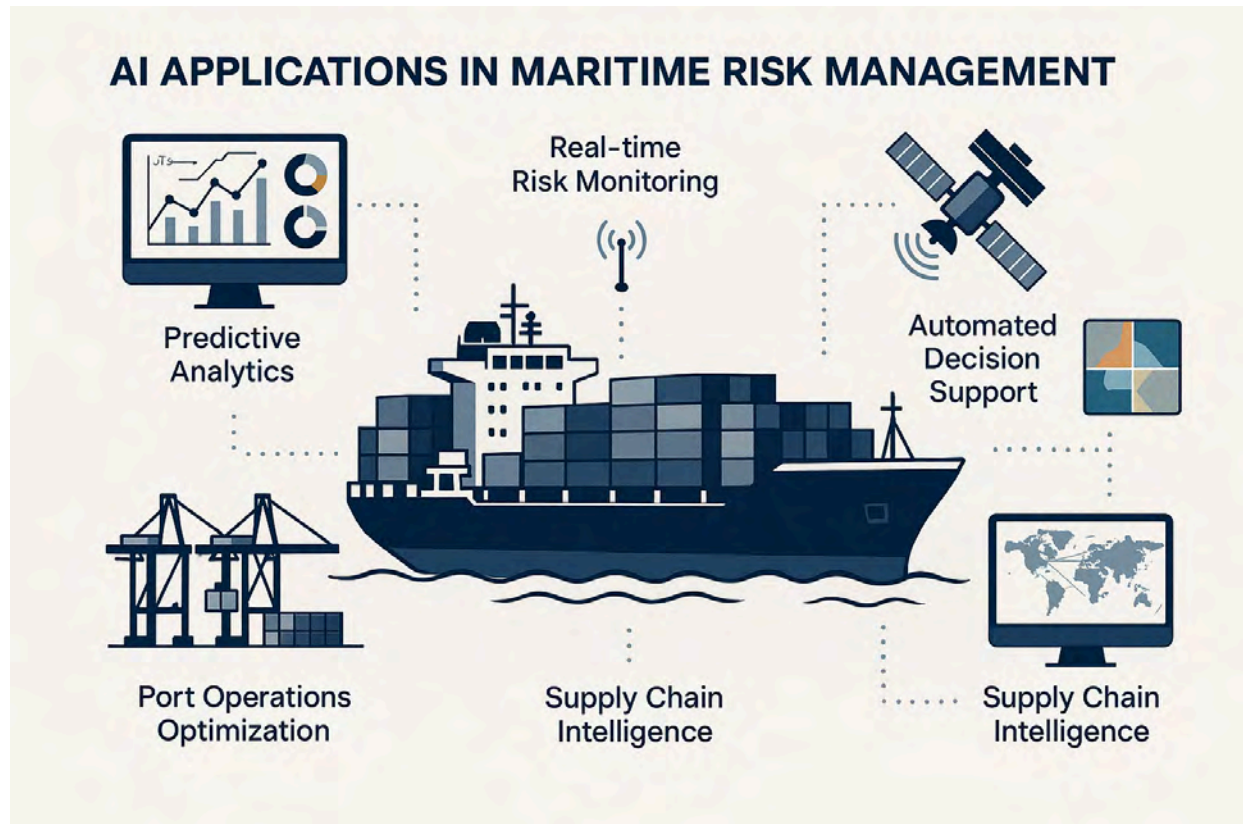 AI APPLICATIONS IN MARITIME RISK MANAGEMENT
Real-time
Risk Monitoring
Predictive
Analytics
Automated
Decision
Support
Port Operations
Optimization
Supply Chain
Intelligence
Supply Chain
Intelligence